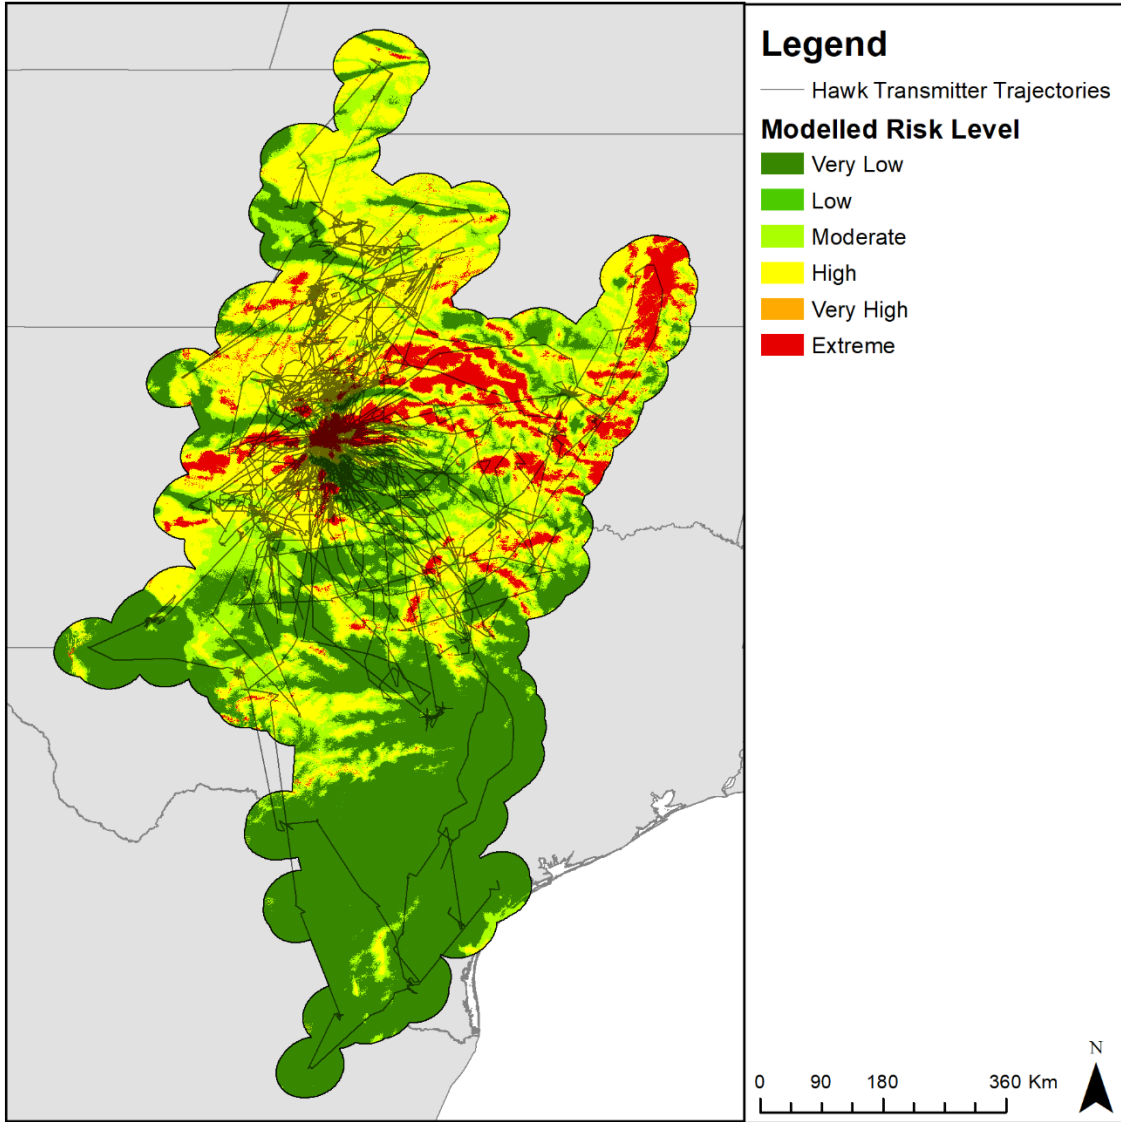 Legend
Hawk Transmitter Trajectories
Modelled Risk Level
Very Low
Low
Moderate
High
Very High
Extreme
N
0 90 180 360 Km